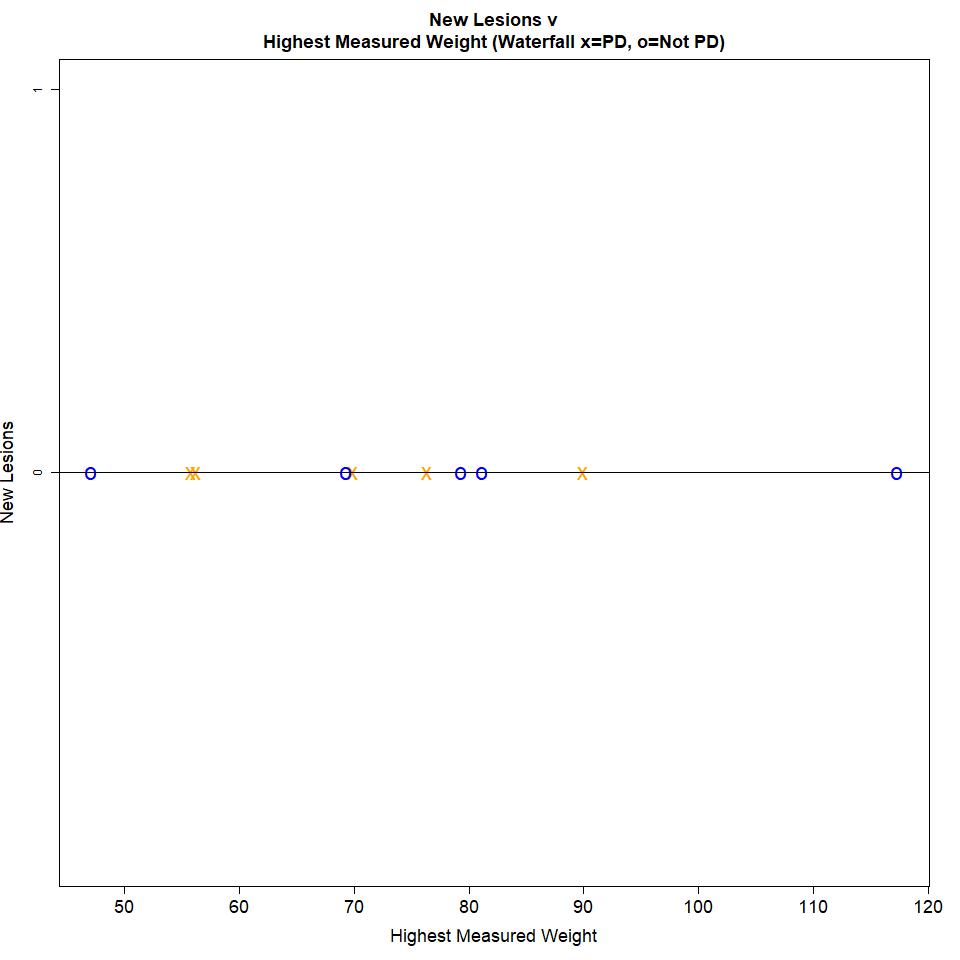 New Lesions v
Highest Measured Weight (Waterfall x=PD, o=Not PD)
1
New Lesions
0
o x x o x x o o x o
50 60 70 80 90 100 110 120
Highest Measured Weight